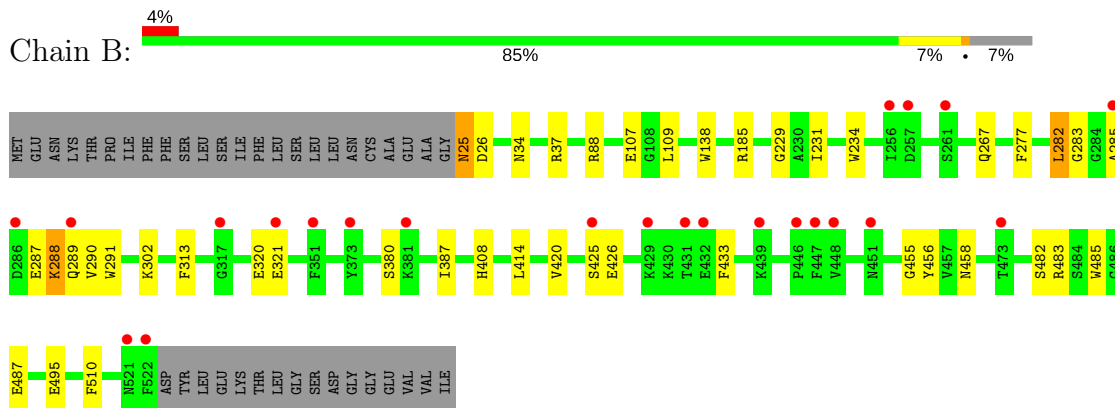 4%
Chain B:
85% 7% • 7%
MET GLU ASN LYS THR PRO ILE PHE PHE SER LEU SER ILE PHE LEU SER LEU LEU ASN CYS ALA GLU ALA GLY N25 D26 N34 R37 R88 E107 G108 L109 W138 R185 G229 A230 I231 W234 I256 D257 S261 Q267 F277 L282 G283 G284 A285
D286 E287 K288 Q289 V290 W291 K302 F313 G317 E320 E321 F351 Y373 S380 K381 I387 H408 L414 V420 S425 E426 K429 K430 T431 E432 F433 K439 P446 F447 V448 N451 G455 Y456 V457 N458 T473 S482 R483 S484 W485 G486
E487 E495 F510 N521 F522 ASP TYR LEU GLU LYS THR LEU GLY SER ASP GLY GLY GLU VAL VAL ILE